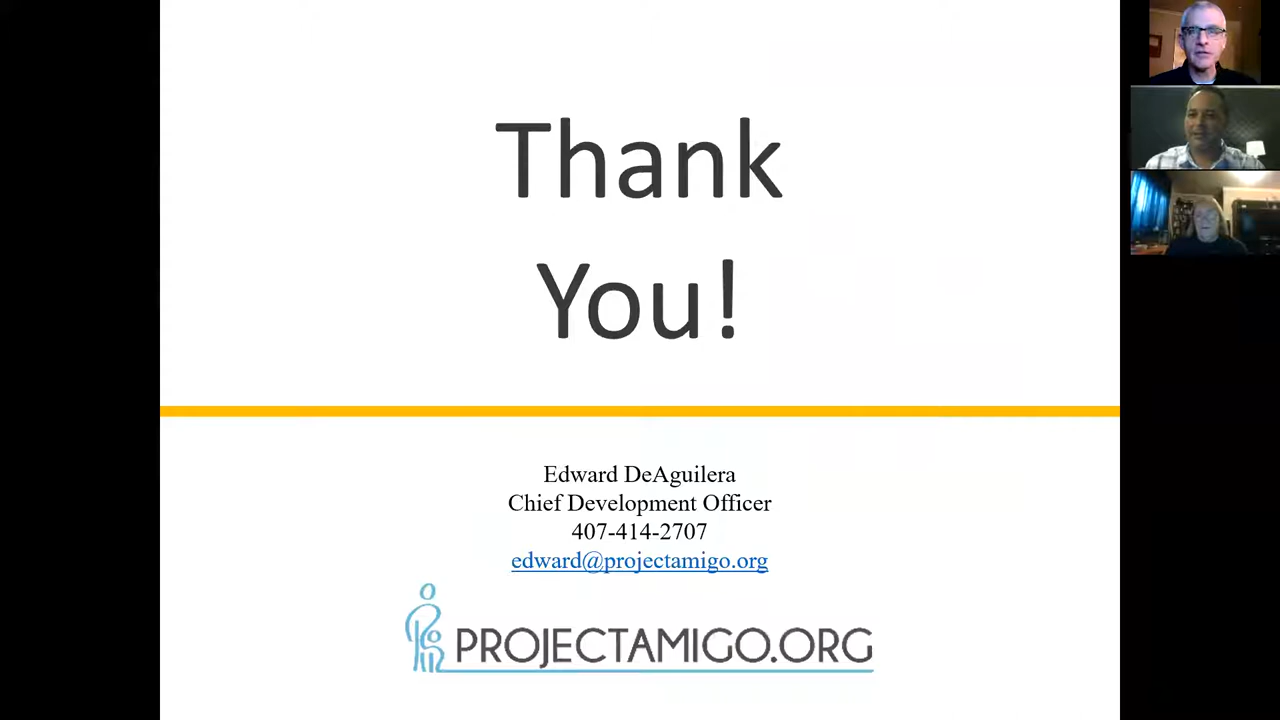 Thank
You!
Edward DeAguilera
Chief Development Officer
407-414-2707
edward@projectamigo.org
PROJECTAMIGO.ORG